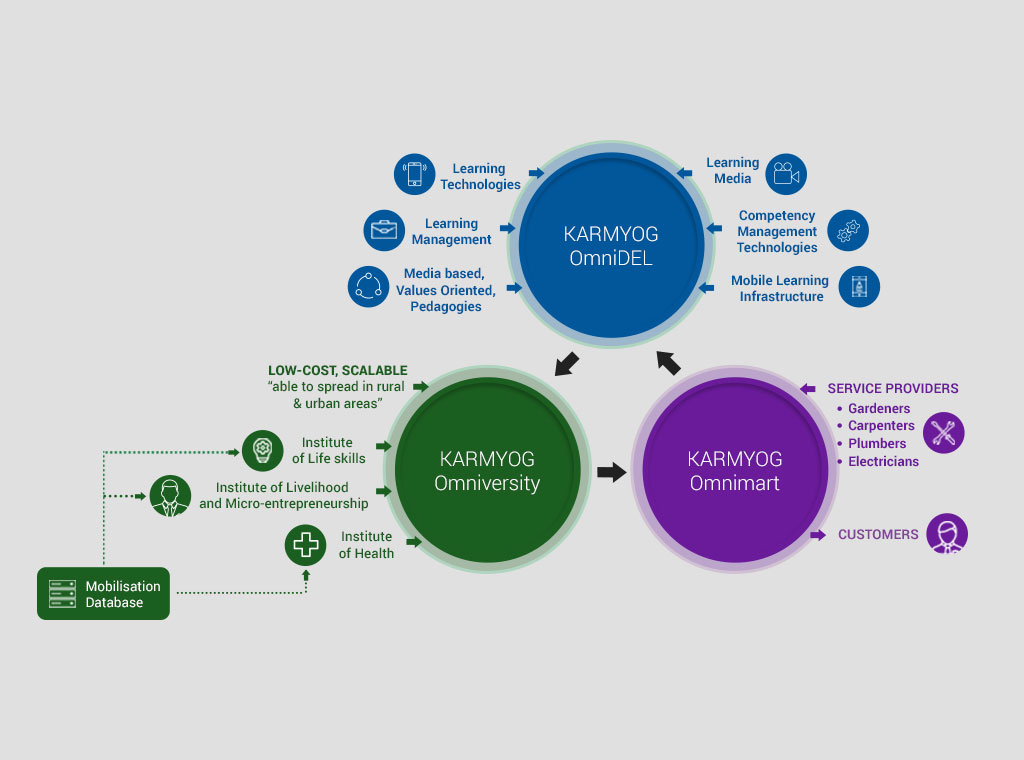 Learning
Technologies
Learning
Management
Media based,
Values Oriented,
Pedagogies
KARMYOG
OmniDEL
Learning
Media
Competency
Management
Technologies
Mobile Learning
Infrastructure
LOW-COST, SCALABLE
“able to spread in rural
& urban areas”
Institute
of Life skills
Institute of Livelihood
and Micro-entrepreneurship
Institute
of Health
Mobilisation
Database
KARMYOG
Omniversity
KARMYOG
Omnimart
SERVICE PROVIDERS
• Gardeners
• Carpenters
• Plumbers
• Electricians
CUSTOMERS